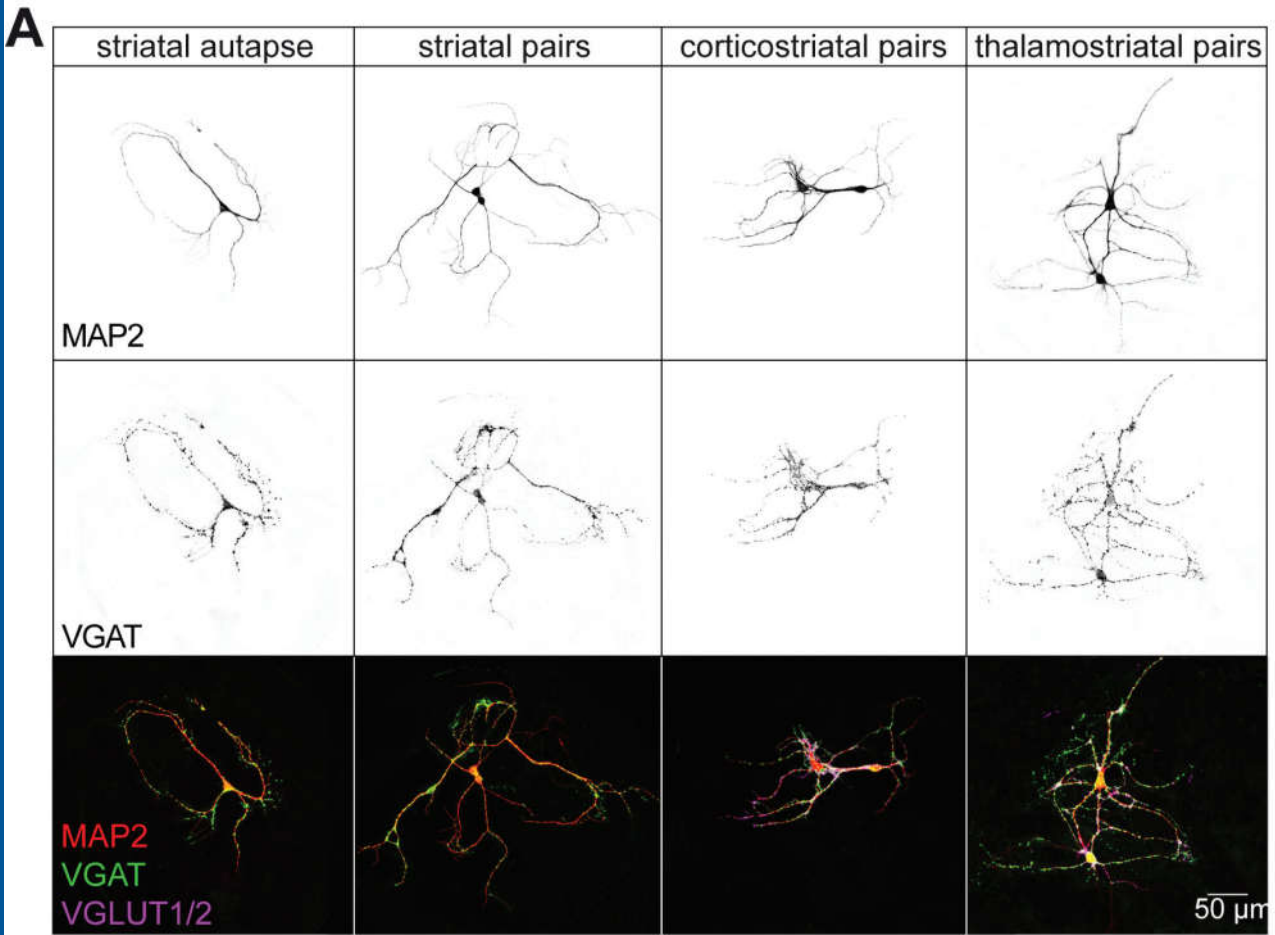 A
striatal autapse
striatal pairs
corticostriatal pairs
thalamostriatal pairs
MAP2
VGAT
MAP2
VGAT
VGLUT1/2
50 µm